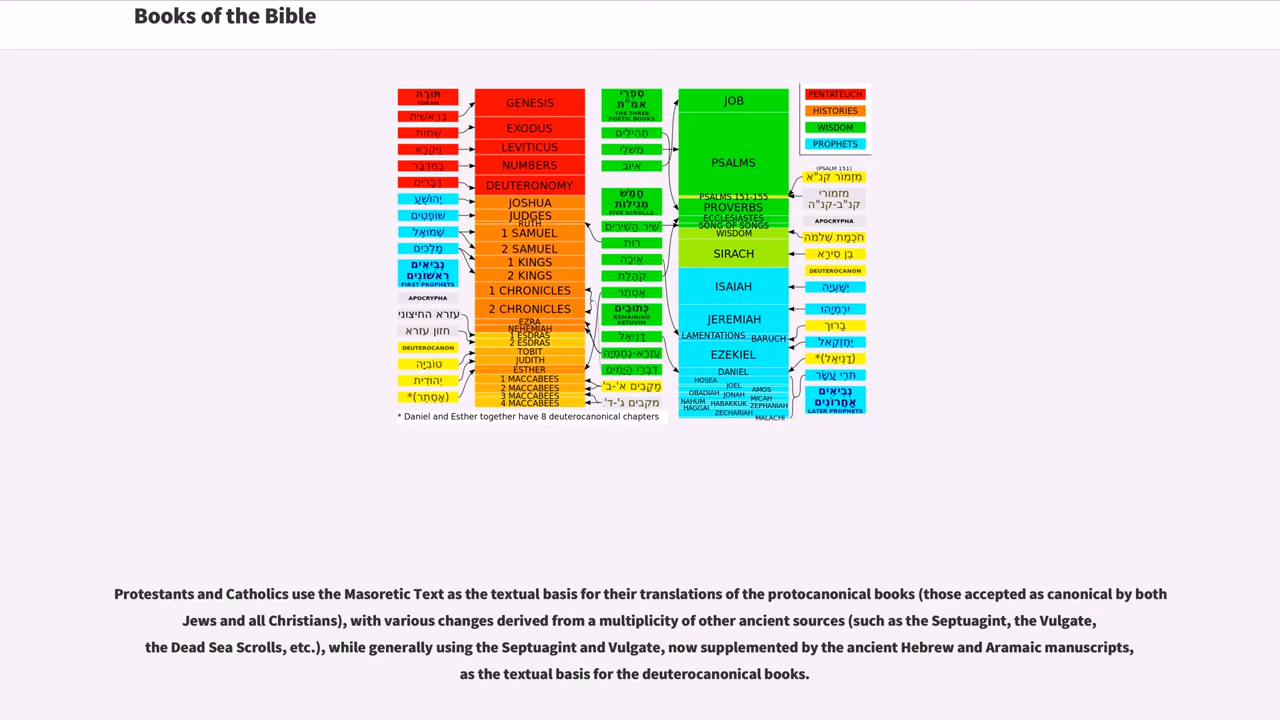 Books of the Bible
תּוֹרָה
TORAH
בְּרֵאשִׁית
שְׁמוֹת
וַיִּקְרָא
בְּמִדְבַּר
דְּבָרִים
יְהוֹשֻׁעַ
שׁוֹפְטִים
שְׁמוּאֵל
מְלָכִים
נְבִיאִים
רִאשׁוֹנִים
FIRST PROPHETS
APOCRYPHA
עזרא החיצוני
חזון עזרא
DEUTEROCANON
טוֹבִיָּה
יְהוּדִית
(אֶסְתֵּר)*
GENESIS
EXODUS
LEVITICUS
NUMBERS
DEUTERONOMY
JOSHUA
JUDGES
RUTH
1 SAMUEL
2 SAMUEL
1 KINGS
2 KINGS
1 CHRONICLES
2 CHRONICLES
EZRA
NEHEMIAH
1 ESDRAS
2 ESDRAS
TOBIT
JUDITH
ESTHER
1 MACCABEES
2 MACCABEES
3 MACCABEES
4 MACCABEES
* Daniel and Esther together have 8 deuterocanonical chapters
סִפְרֵי
אמ"ת
THE THREE
POETIC BOOKS
תְהִילִים
מִשְׁלֵי
אִיּוֹב
חָמֵשׁ
מְגִילּוֹת
FIVE SCROLLS
שִׁיר הַשִּׁירִים
רוּת
אֵיכָה
קֹהֶלֶת
אֶסְתֵר
כְּתוּבִים
REMAINING
KETUVIM
דָּנִיֵּאל
עֶזְרָא-נְחֶמְיָה
דִּבְרֵי הַיָּמִים
מַקַבִּים א'-ב'
מקבים ג'-ד'
JOB
PSALMS
PSALMS 151-155
PROVERBS
ECCLESIASTES
SONG OF SONGS
WISDOM
SIRACH
ISAIAH
JEREMIAH
LAMENTATIONS
BARUCH
EZEKIEL
DANIEL
HOSEA
JOEL
AMOS
OBADIAH
JONAH
MICAH
NAHUM
HABAKKUK
ZEPHANIAH
HAGGAI
ZECHARIAH
MALACHI
PENTATEUCH
HISTORIES
WISDOM
PROPHETS
(PSALM 151)
מִזְמוֹר קנ"א
מזמורי
קנ"ב-קנ"ה
APOCRYPHA
חׇכְמַת שְׁלֹמֹה
בֶּן סִירָא
DEUTEROCANON
יְשַׁעְיָה
יִרְמְיָהוּ
בָּרוּךְ
יְחֶזְקֵאל
(דָּנִיֵּאל)*
תְּרֵי עֲשַׂר
נְבִיאִים
אַחֲרוֹנִים
LATER PROPHETS
Protestants and Catholics use the Masoretic Text as the textual basis for their translations of the protocanonical books (those accepted as canonical by both
Jews and all Christians), with various changes derived from a multiplicity of other ancient sources (such as the Septuagint, the Vulgate,
the Dead Sea Scrolls, etc.), while generally using the Septuagint and Vulgate, now supplemented by the ancient Hebrew and Aramaic manuscripts,
as the textual basis for the deuterocanonical books.